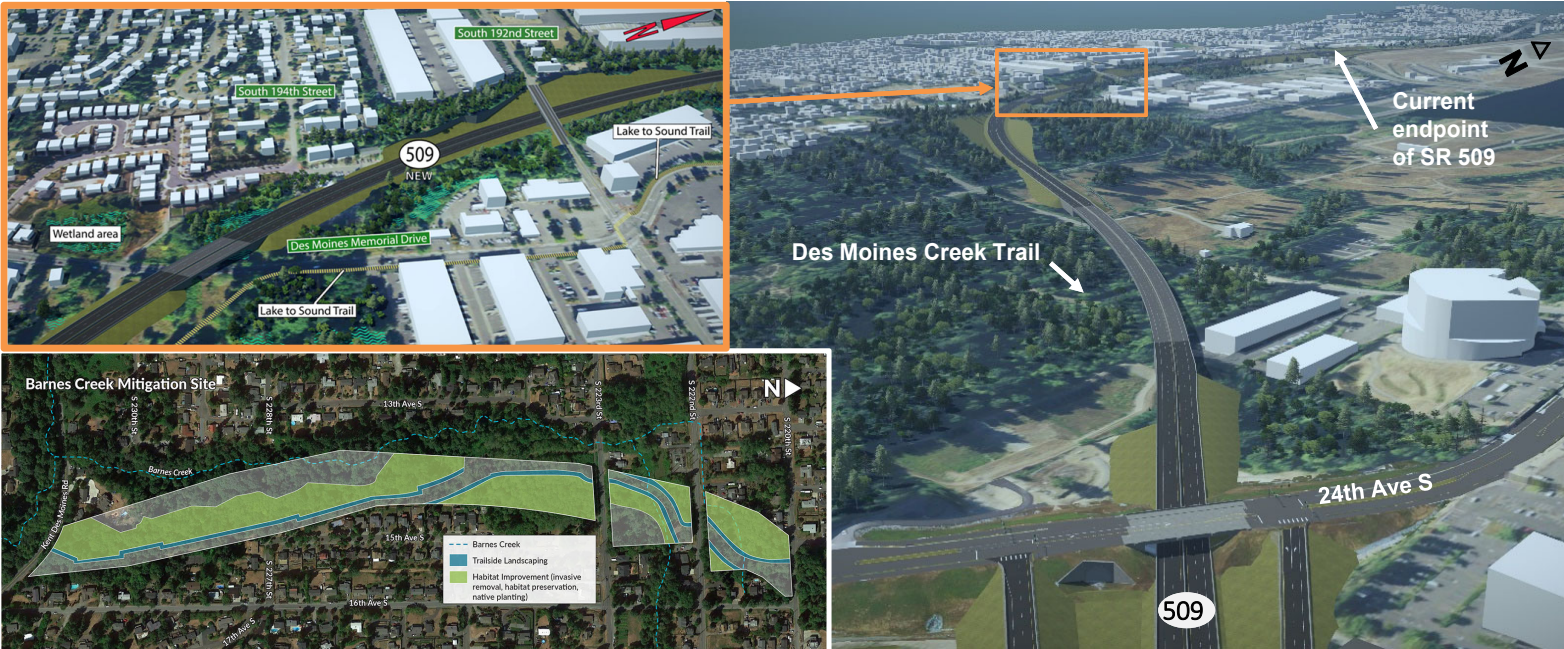 South 192nd Street
N
South 194th Street
Lake to Sound Trail
509
NEW
Wetland area
Des Moines Memorial Drive
Lake to Sound Trail
N
Current
endpoint
of SR 509
Des Moines Creek Trail
24th Ave S
509
Barnes Creek Mitigation Site
N
S 230th St
S 228th St
13th Ave S
S 223rd St
S 222nd St
S 220th St
Barnes Creek
Kent Des Moines Rd
15th Ave S
S 227th St
16th Ave S
17th Ave S
Barnes Creek
Trailside Landscaping
Habitat Improvement (invasive
removal, habitat preservation,
native planting)